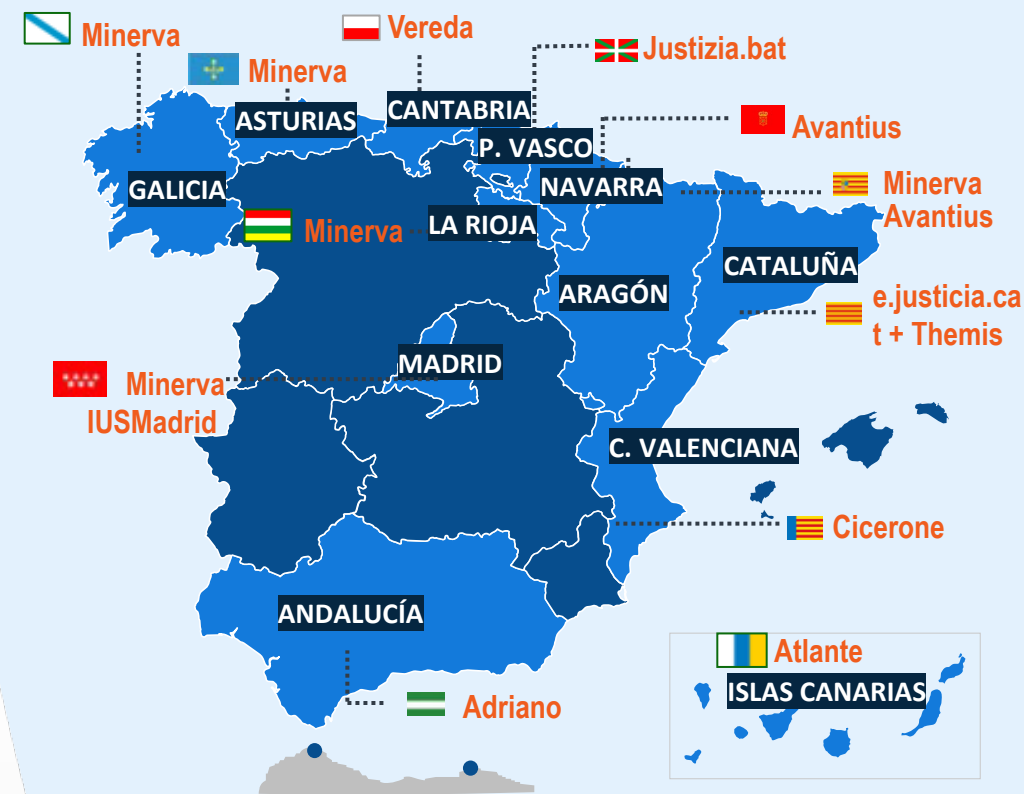 Minerva
Vereda
Justizia.bat
Minerva
CANTABRIA
ASTURIAS
Avantius
P. VASCO
GALICIA
NAVARRA
Minerva
Avantius
Minerva
LA RIOJA
CATALUÑA
ARAGÓN
e.justicia.ca
t + Themis
MADRID
Minerva
IUSMadrid
C. VALENCIANA
Cicerone
ANDALUCÍA
Atlante
ISLAS CANARIAS
Adriano